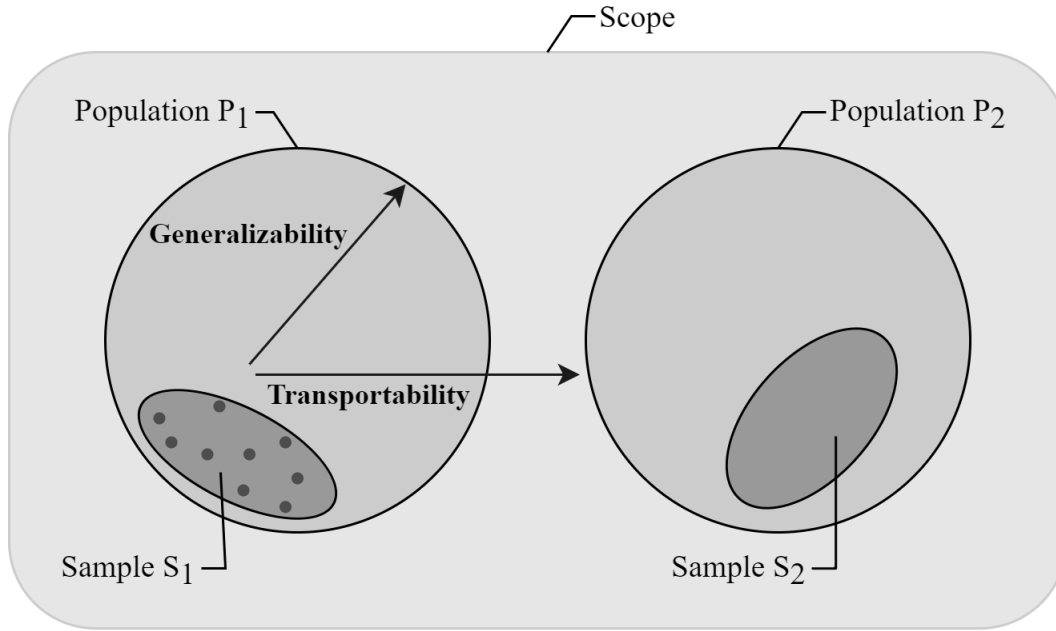 Scope
Population P₁
Population P₂
Generalizability
Transportability
Sample S₁
Sample S₂